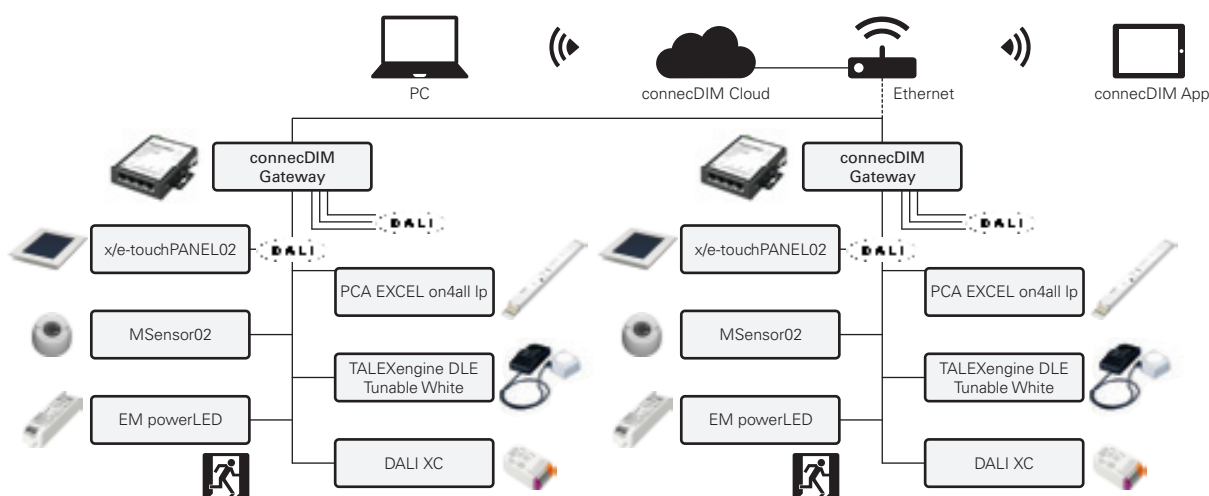 PC
connecDIM Cloud
Ethernet
connecDIM App
connecDIM
Gateway
DALI
x/e-touchPANEL02
DALI
PCA EXCEL on4all lp
MSensor02
TALEXengine DLE
Tunable White
EM powerLED
DALI XC
connecDIM
Gateway
DALI
x/e-touchPANEL02
DALI
PCA EXCEL on4all lp
MSensor02
TALEXengine DLE
Tunable White
EM powerLED
DALI XC